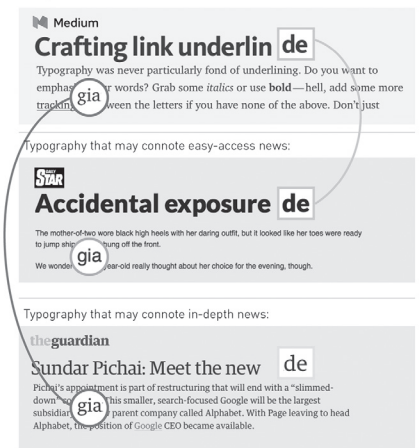 Medium
Crafting link underlin de
Typography was never particularly fond of underlining. Do you want to
emphas gia r words? Grab some italics or use bold — hell, add some more
tracking ween the letters if you have none of the above. Don't just
Typography that may connote easy-access news:
DAILY
STAR
Accidental exposure de
The mother-of-two wore black high heels with her daring outfit, but it looked like her toes were ready
to jump ship gia hung off the front.
We wonder year-old really thought about her choice for the evening, though.
Typography that may connote in-depth news:
theguardian
Sundar Pichai: Meet the new de
Pichai's appointment is part of restructuring that will end with a “slimmed-
down” This smaller, search-focused Google will be the largest
subsidiar gia parent company called Alphabet. With Page leaving to head
Alphabet, the position of Google CEO became available.